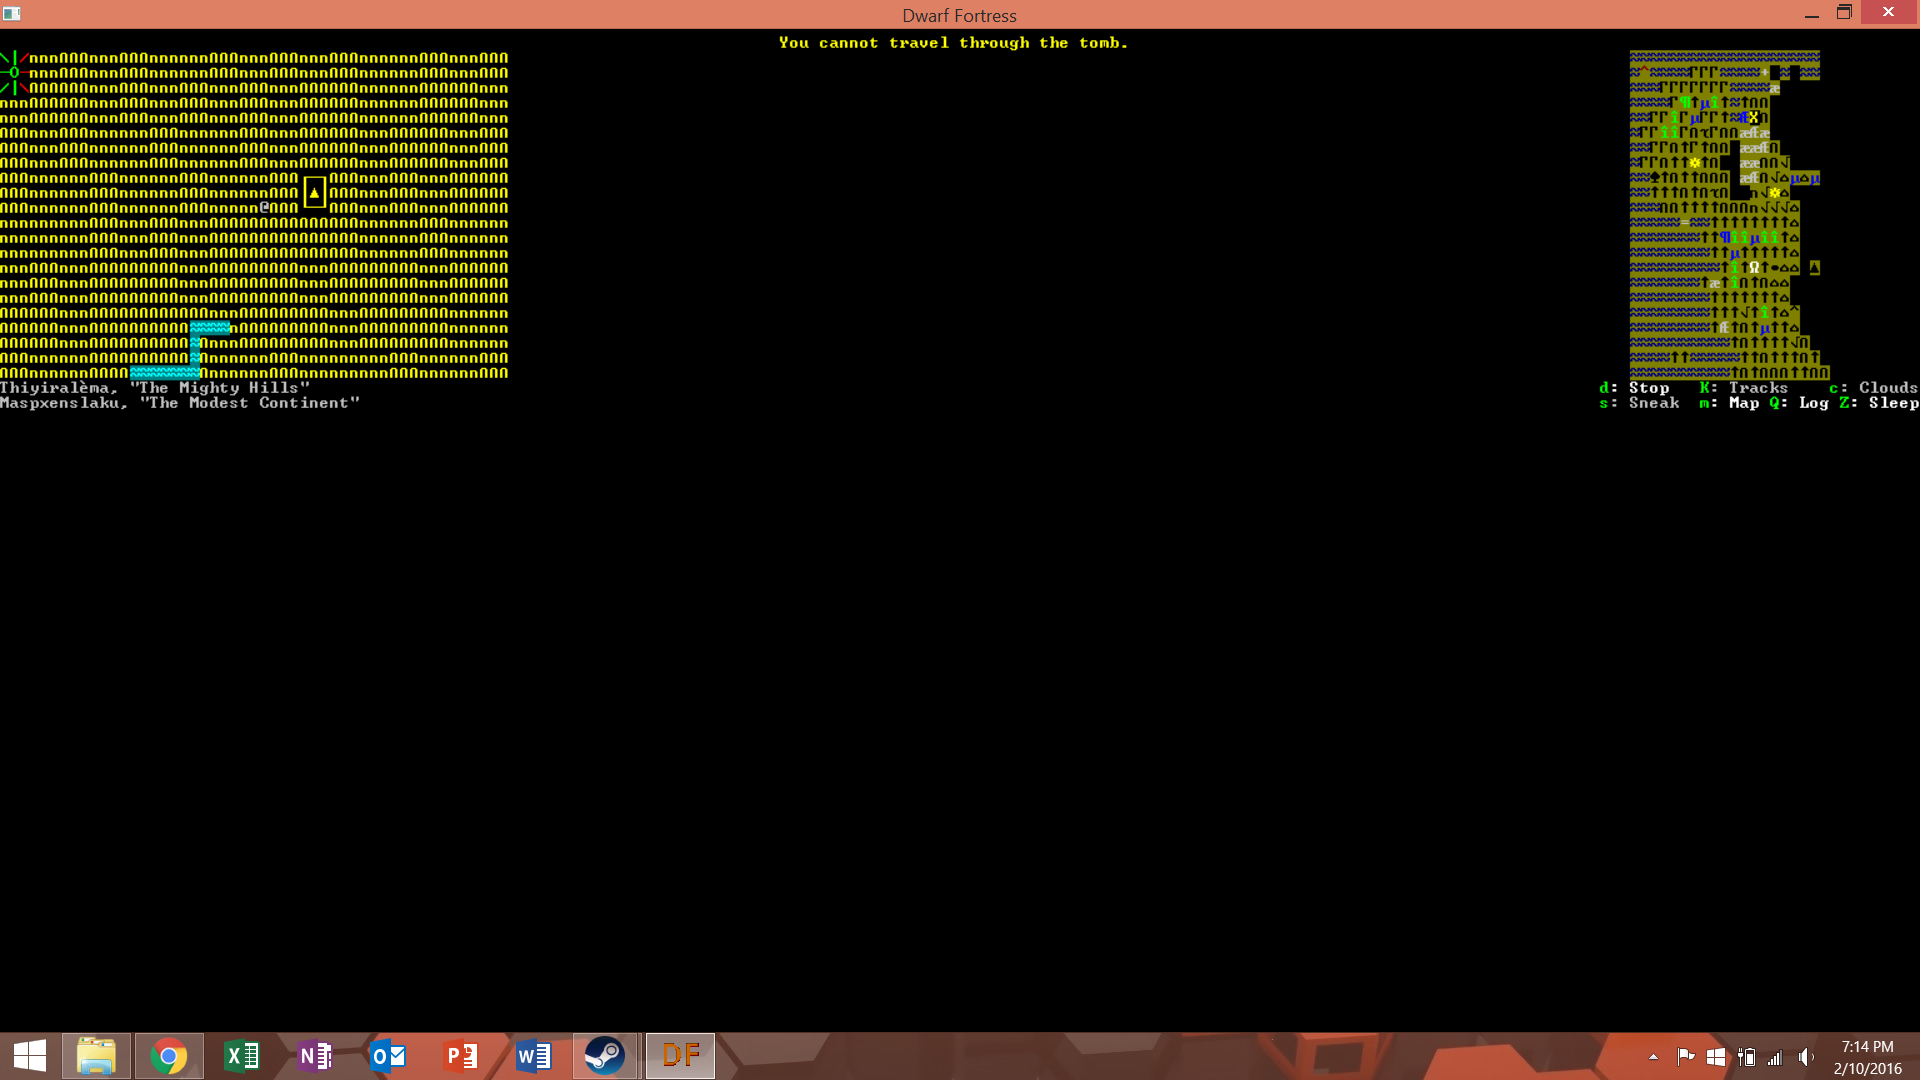 Dwarf Fortress
You cannot travel through the tomb.
Thiyiralèma, "The Mighty Hills"
Maspxenslaku, "The Modest Continent"
d: Stop K: Tracks c: Clouds
s: Sneak m: Map Q: Log Z: Sleep
DF
7:14 PM
2/10/2016